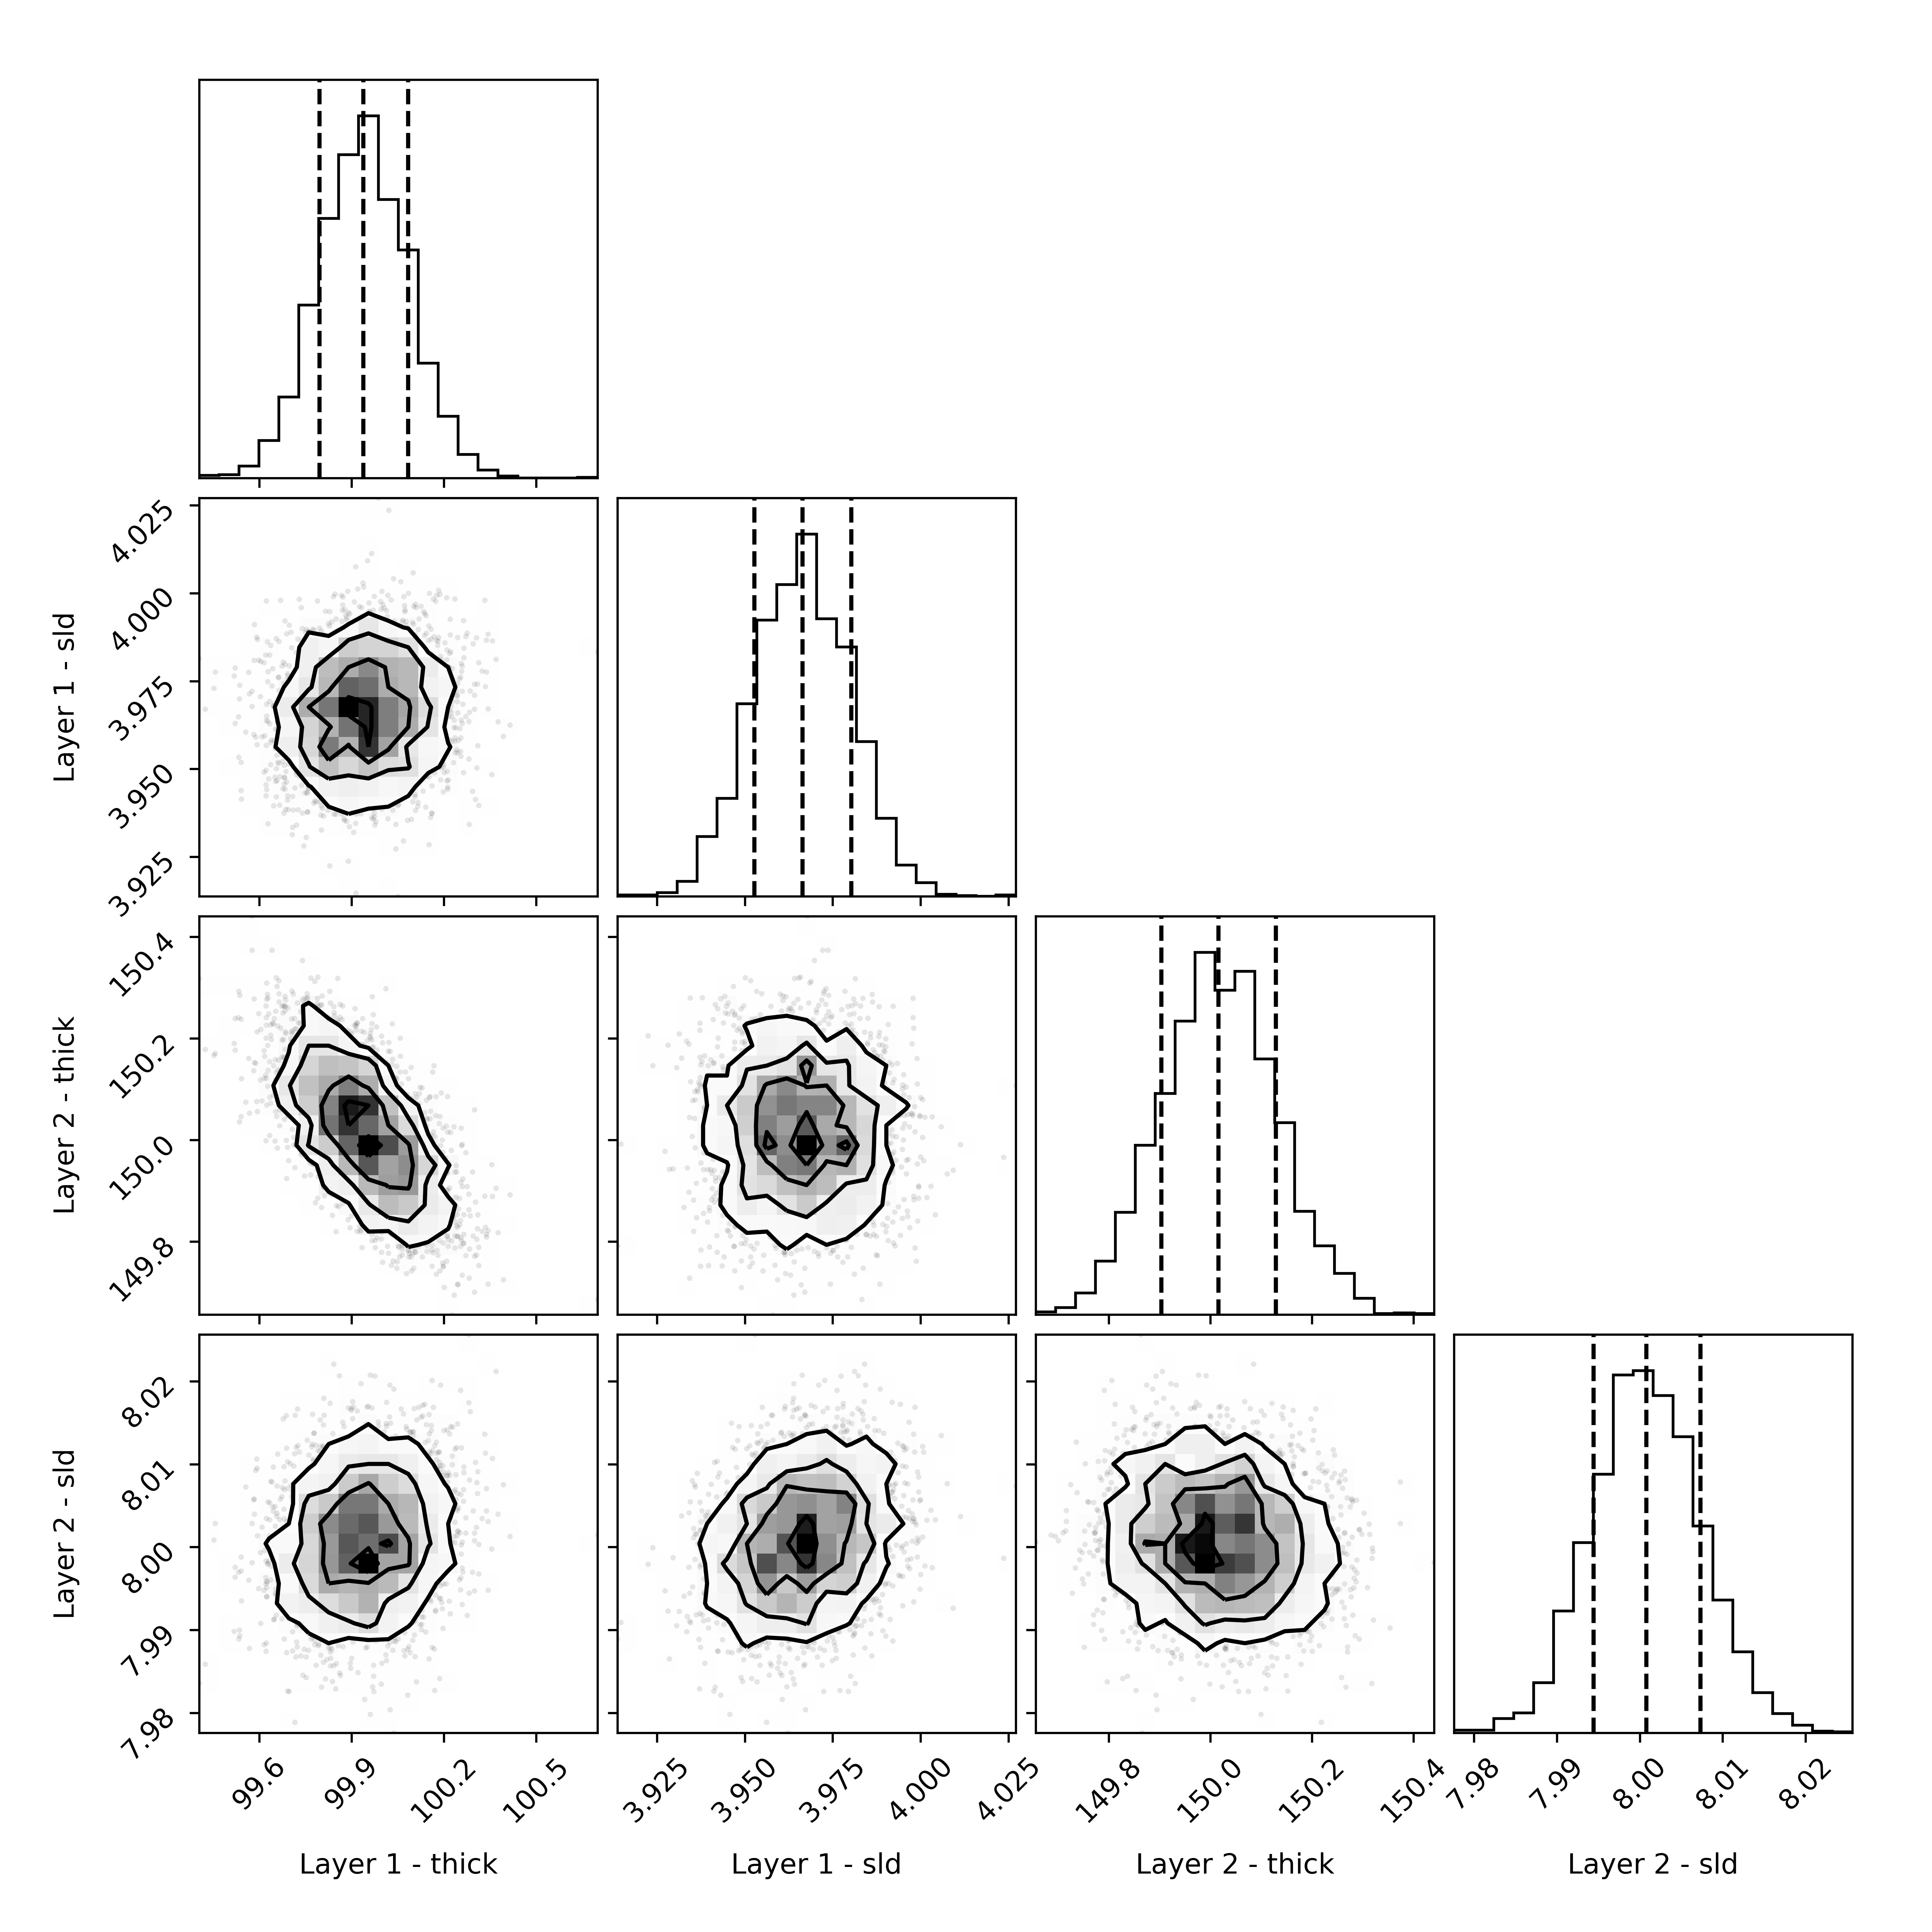 4.025
4.000
3.975
3.950
3.925
Layer 1 - sld
150.4
150.2
150.0
149.8
Layer 2 - thick
8.02
8.01
8.00
7.99
7.98
Layer 2 - sld
99.6 99.9 100.2 100.5
3.925 3.950 3.975 4.000 4.025
149.8 150.0 150.2 150.4
7.98 7.99 8.00 8.01 8.02
Layer 1 - thick
Layer 1 - sld
Layer 2 - thick
Layer 2 - sld